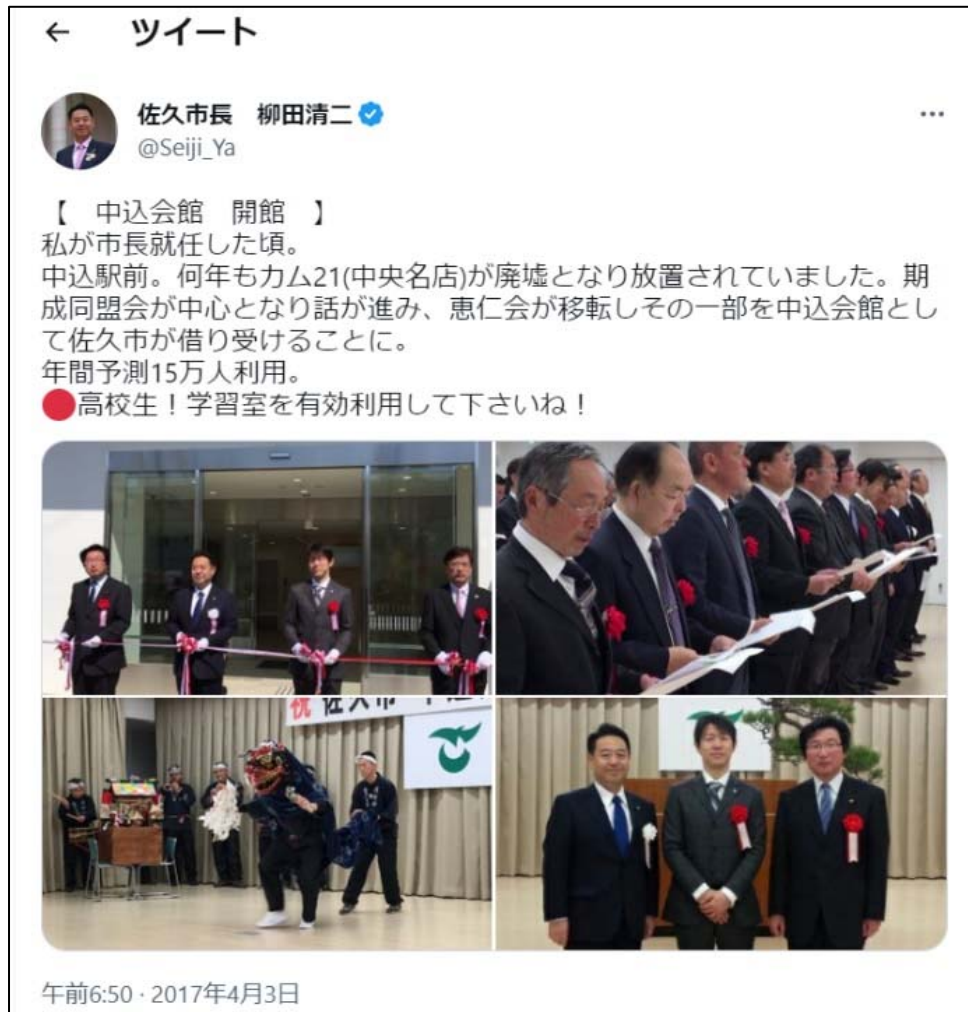 ← ツイート
佐久市長 柳田清二
@Seiji_Ya
【 中込会館 開館 】
私が市長就任した頃。
中込駅前。何年もカム21(中央名店)が廃墟となり放置されていました。期
成同盟会が中心となり話が進み、恵仁会が移転しその一部を中込会館とし
て佐久市が借り受けることに。
年間予測15万人利用。
🔴高校生！学習室を有効利用して下さいね！
祝 佐久市
午前6:50 · 2017年4月3日